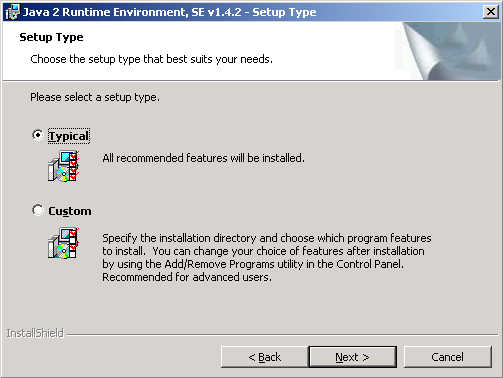 Java 2 Runtime Environment, SE v1.4.2 - Setup Type
Setup Type
Choose the setup type that best suits your needs.
Please select a setup type.
Typical
All recommended features will be installed.
Custom
Specify the installation directory and choose which program features
to install.  You can change your choice of features after installation
by using the Add/Remove Programs utility in the Control Panel.
Recommended for advanced users.
InstallShield
< Back
Next >
Cancel